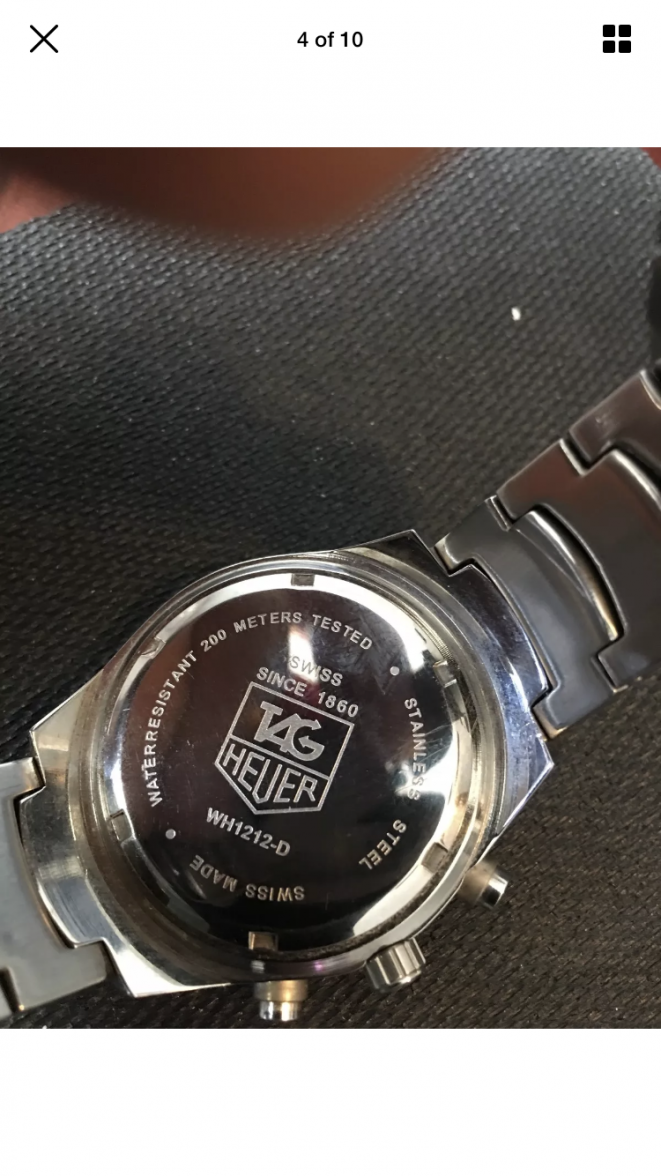 4 of 10
WATERRESISTANT 200 METERS TESTED
STAINLESS STEEL
SWISS MADE
SWISS
SINCE 1860
TAG
HEUER
WH1212-D